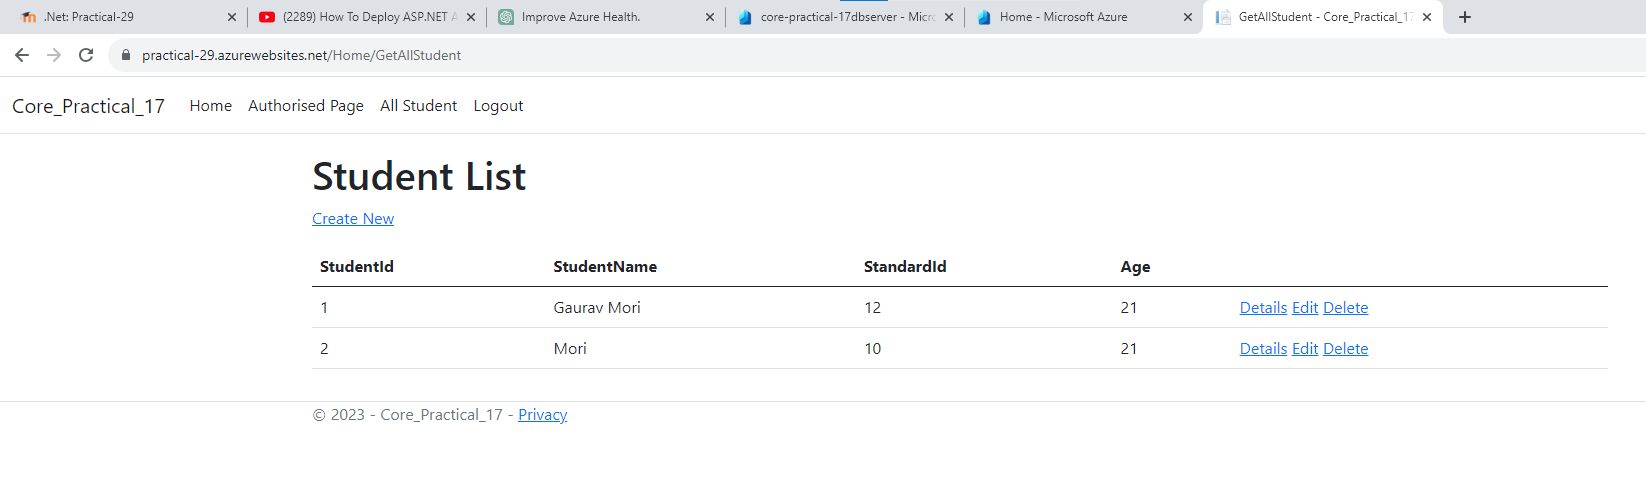 .Net: Practical-29
(2289) How To Deploy ASP.NET A
Improve Azure Health.
core-practical-17dbserver - Micro
Home - Microsoft Azure
GetAllStudent - Core_Practical_17
practical-29.azurewebsites.net/Home/GetAllStudent
Core_Practical_17 Home Authorised Page All Student Logout
Student List
Create New
StudentId StudentName StandardId Age
1 Gaurav Mori 12 21 Details Edit Delete
2 Mori 10 21 Details Edit Delete
© 2023 - Core_Practical_17 - Privacy